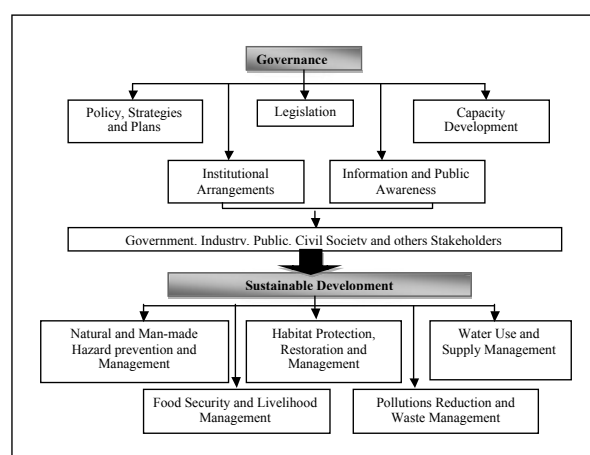 Governance
Policy, Strategies
and Plans
Legislation
Capacity
Development
Institutional
Arrangements
Information and Public
Awareness
Government, Industry, Public, Civil Society and others Stakeholders
Sustainable Development
Natural and Man-made
Hazard prevention and
Management
Habitat Protection,
Restoration and
Management
Water Use and
Supply Management
Food Security and Livelihood
Management
Pollutions Reduction and
Waste Management